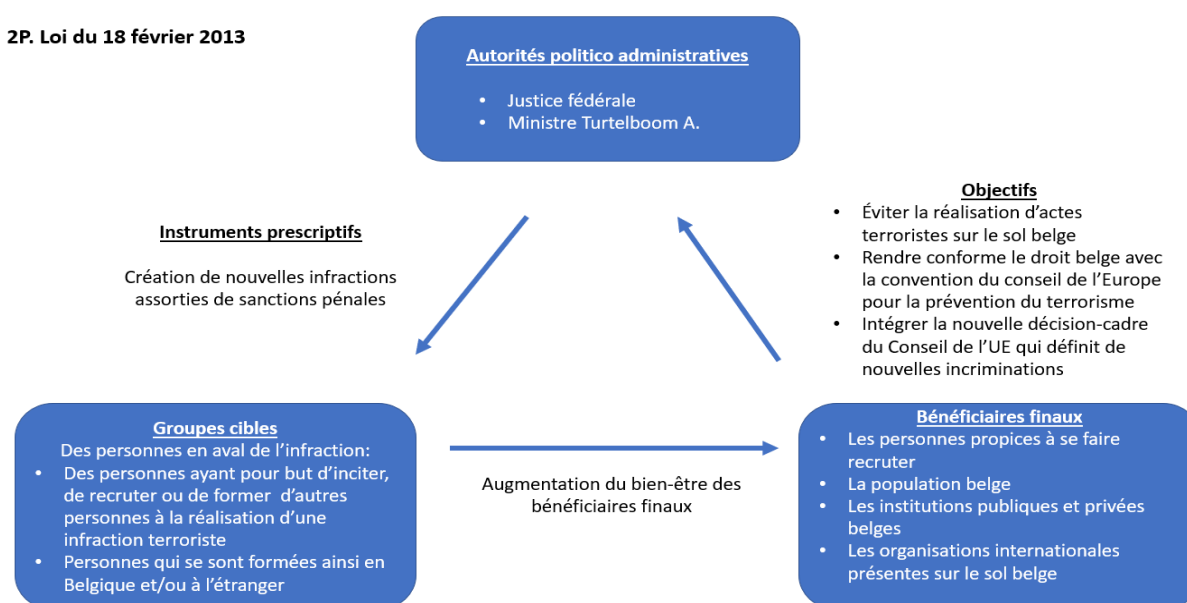 2P. Loi du 18 février 2013
Autorités politico administratives
• Justice fédérale
• Ministre Turtelboom A.
Instruments prescriptifs
Création de nouvelles infractions
assorties de sanctions pénales
Objectifs
• Éviter la réalisation d’actes
terroristes sur le sol belge
• Rendre conforme le droit belge avec
la convention du conseil de l’Europe
pour la prévention du terrorisme
• Intégrer la nouvelle décision-cadre
du Conseil de l’UE qui définit de
nouvelles incriminations
Groupes cibles
Des personnes en aval de l’infraction:
• Des personnes ayant pour but d’inciter,
de recruter ou de former d’autres
personnes à la réalisation d’une
infraction terroriste
• Personnes qui se sont formées ainsi en
Belgique et/ou à l’étranger
Augmentation du bien-être des
bénéficiaires finaux
Bénéficiaires finaux
• Les personnes propices à se faire
recruter
• La population belge
• Les institutions publiques et privées
belges
• Les organisations internationales
présentes sur le sol belge